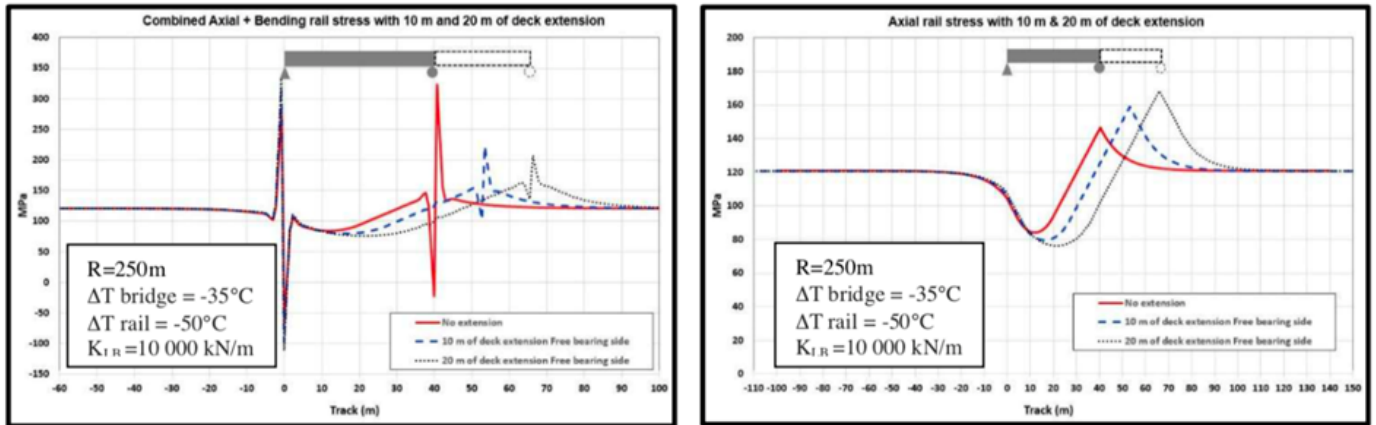 Combined Axial + Bending rail stress with 10 m and 20 m of deck extension
400
350
300
250
200
150
100
50
0
-50
-100
-150
MPa
R=250m
ΔT bridge = -35°C
ΔT rail = -50°C
K_LB =10 000 kN/m
No extension
10 m of deck extension Free bearing side
20 m of deck extension Free bearing side
-60 -50 -40 -30 -20 -10 0 10 20 30 40 50 60 70 80 90 100
Track (m)
Axial rail stress with 10 m & 20 m of deck extension
200
180
160
140
120
100
80
60
40
20
0
MPa
R=250m
ΔT bridge = -35°C
ΔT rail = -50°C
K_LB =10 000 kN/m
No extension
10 m of deck extension Free bearing side
20 m of deck extension Free bearing side
-110 -100 -90 -80 -70 -60 -50 -40 -30 -20 -10 0 10 20 30 40 50 60 70 80 90 100 110 120 130 140 150
Track (m)